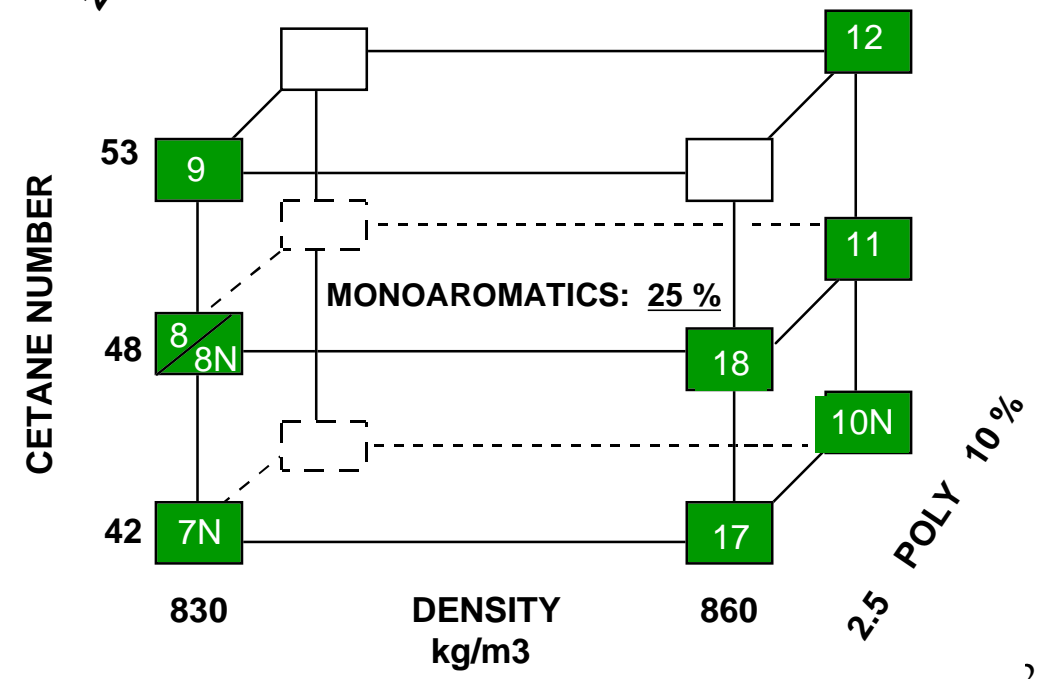 12
53
9
CETANE NUMBER
11
MONOAROMATICS: 25 %
8
8N
48
18
10N
42
7N
17
2.5 POLY 10 %
830 DENSITY 860
kg/m3